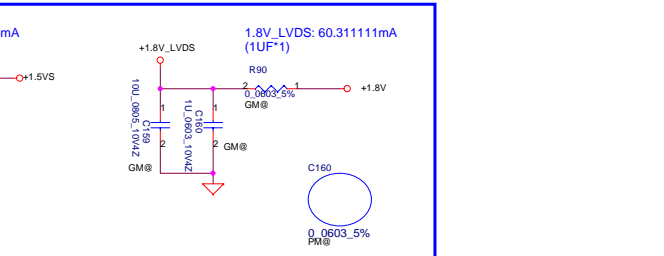 mA
1.8V_LVDS: 60.311111mA
(1UF*1)
+1.8V_LVDS
R90
+1.5VS
2
1
+1.8V
0_0603_5%
GM@
10U_0805_10V4Z
1
C159
2
GM@
1U_0603_10V4Z
1
C160
2
GM@
C160
0_0603_5%
PM@